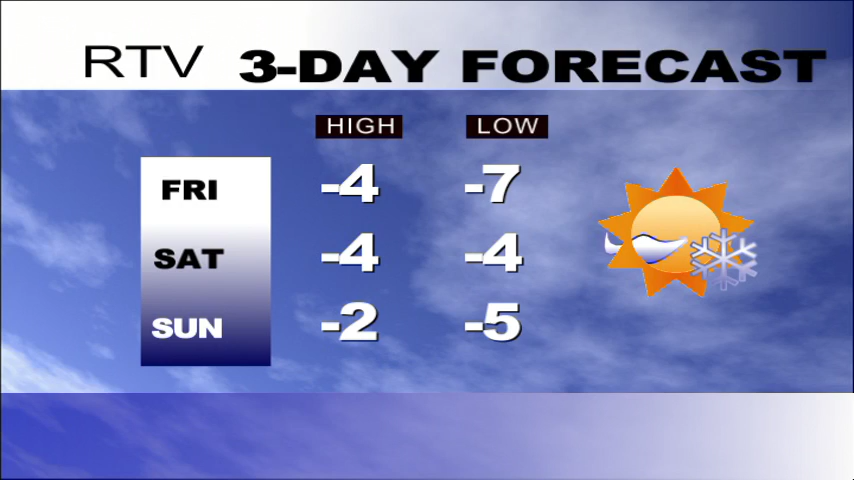 RTV 3-DAY FORECAST
HIGH LOW
FRI -4 -7
SAT -4 -4
SUN -2 -5